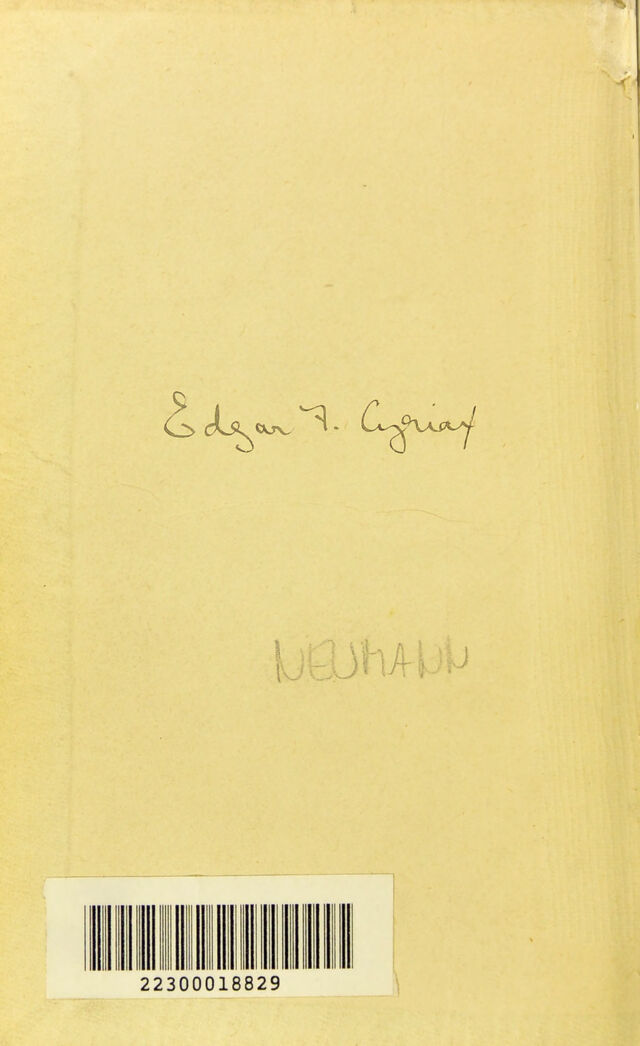 Edgar F. Cyriax
NEUMANN
22300018829